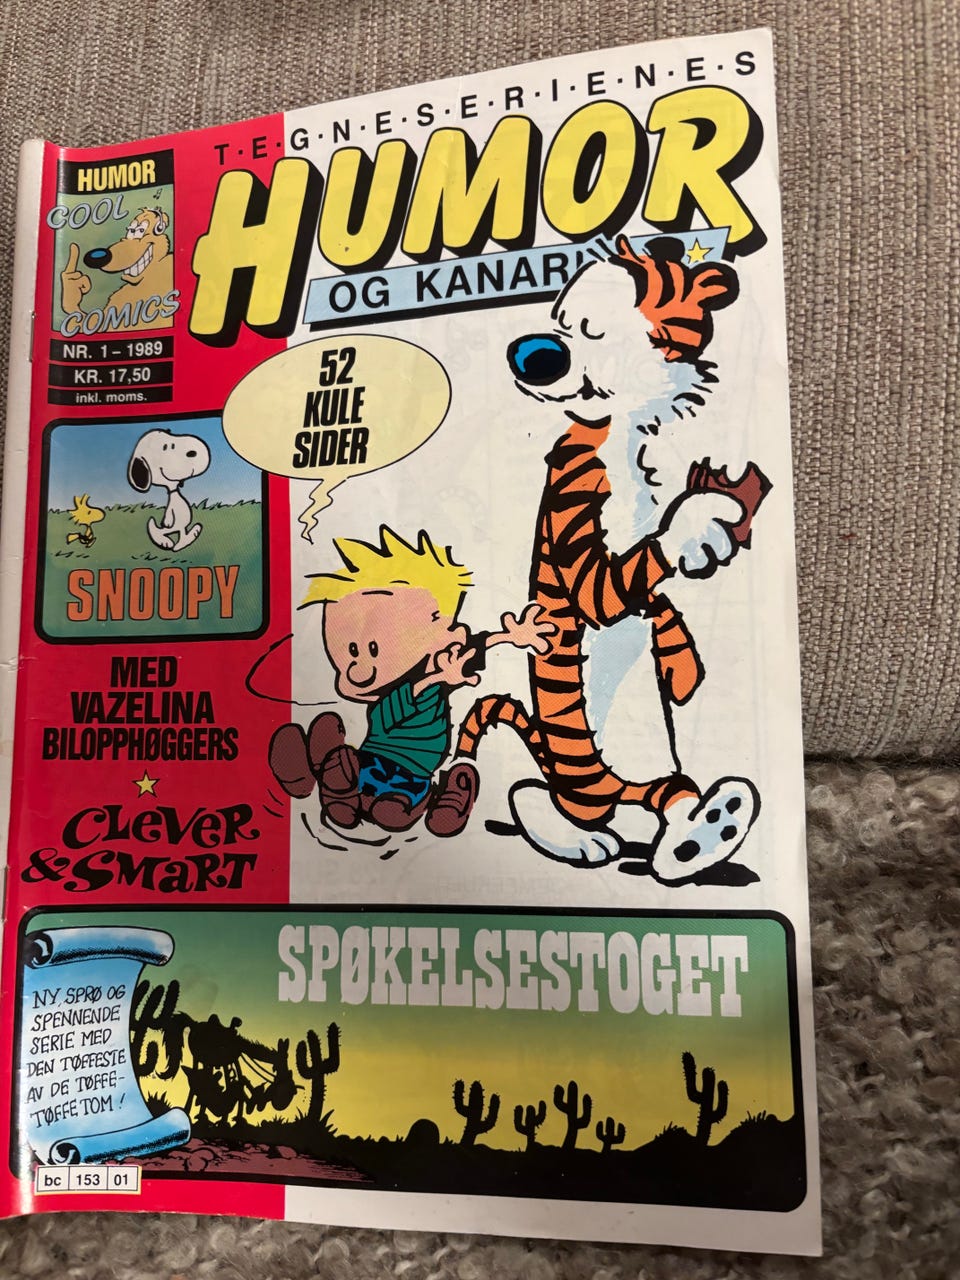 T·E·G·N·E·S·E·R·I·E·N·E·S
HUMOR
OG KANARI
HUMOR
COOL
COMICS
NR. 1 – 1989
KR. 17,50
inkl. moms.
52
KULE
SIDER
SNOOPY
MED
VAZELINA
BILOPPHØGGERS
CLEVER
& SMART
SPØKELSESTOGET
NY, SPRØ OG
SPENNENDE
SERIE MED
DEN TØFFESTE
AV DE TØFFE-
TØFFE TOM!
bc 153 01